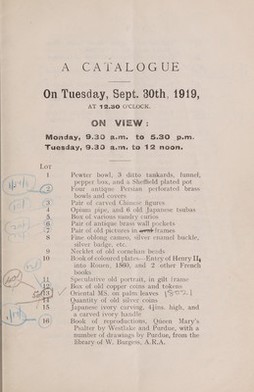 A CATALOGUE
On Tuesday, Sept. 30th, 1919,
AT 12.30 O'CLOCK.
ON VIEW:
Monday, 9.30 a.m. to 5.30 p.m.
Tuesday, 9.30 a.m. to 12 noon.
Lot
1 Pewter bowl, 3 ditto tankards, funnel,
pepper box, and a Sheffield plated pot
2 Four antique Persian perforated brass
bowls and covers
3 Pair of carved Chinese figures
4 Opium pipe, and 6 old Japanese tsubas
5 Box of various sundry curios
6 Pair of antique brass wall pockets
7 Pair of old pictures in frames
8 Fine oblong cameo, silver enamel buckle,
silver badge, etc.
9 Necklet of old cornelian beads
10 Book of coloured plates—Entry of Henry II,
into Rouen, 1550, and 2 other French
books
11 Speculative old portrait, in gilt frame
12 Box of old copper coins and tokens
13 Oriental MS. on palm leaves
14 Quantity of old silver coins
15 Japanese ivory carving, 4½ins. high, and
a carved ivory handle
16 Book of reproductions, Queen Mary's
Psalter by Westlake and Purdue, with a
number of drawings by Purdue, from the
library of W. Burgess, A.R.A.